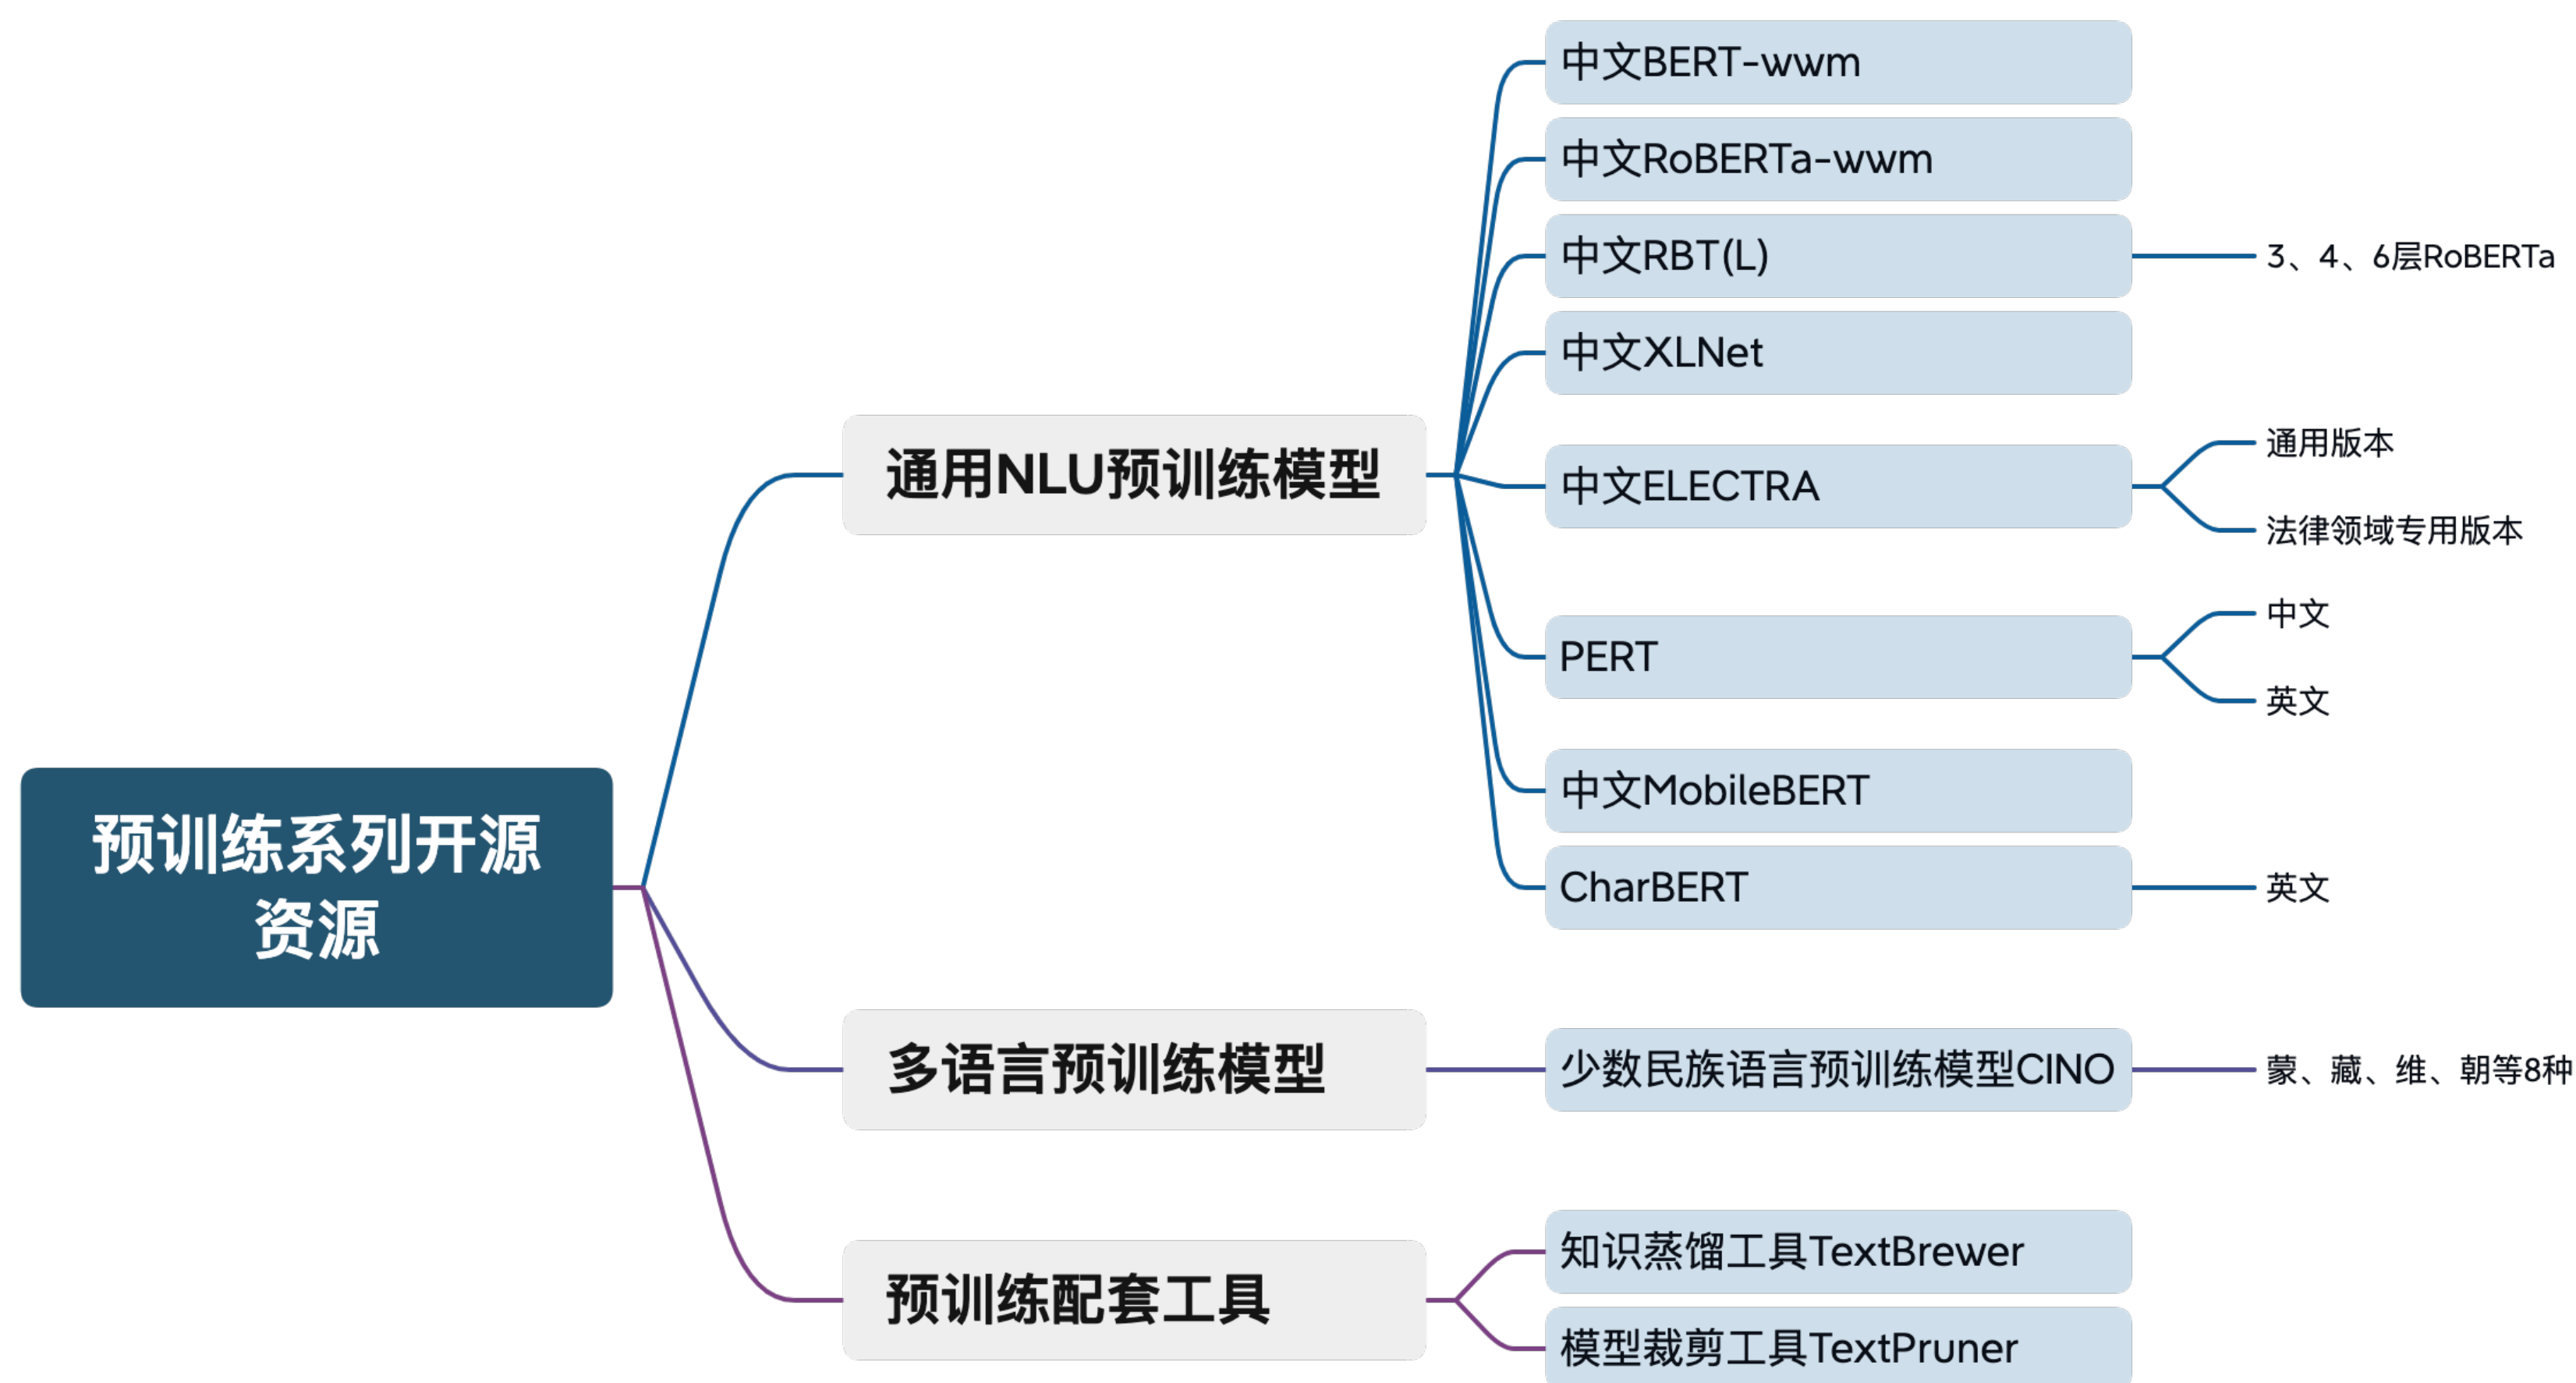 预训练系列开源
资源
通用NLU预训练模型
中文BERT-wwm
中文RoBERTa-wwm
中文RBT(L)
3、4、6层RoBERTa
中文XLNet
中文ELECTRA
通用版本
法律领域专用版本
PERT
中文
英文
中文MobileBERT
CharBERT
英文
多语言预训练模型
少数民族语言预训练模型CINO
蒙、藏、维、朝等8种
预训练配套工具
知识蒸馏工具TextBrewer
模型裁剪工具TextPruner